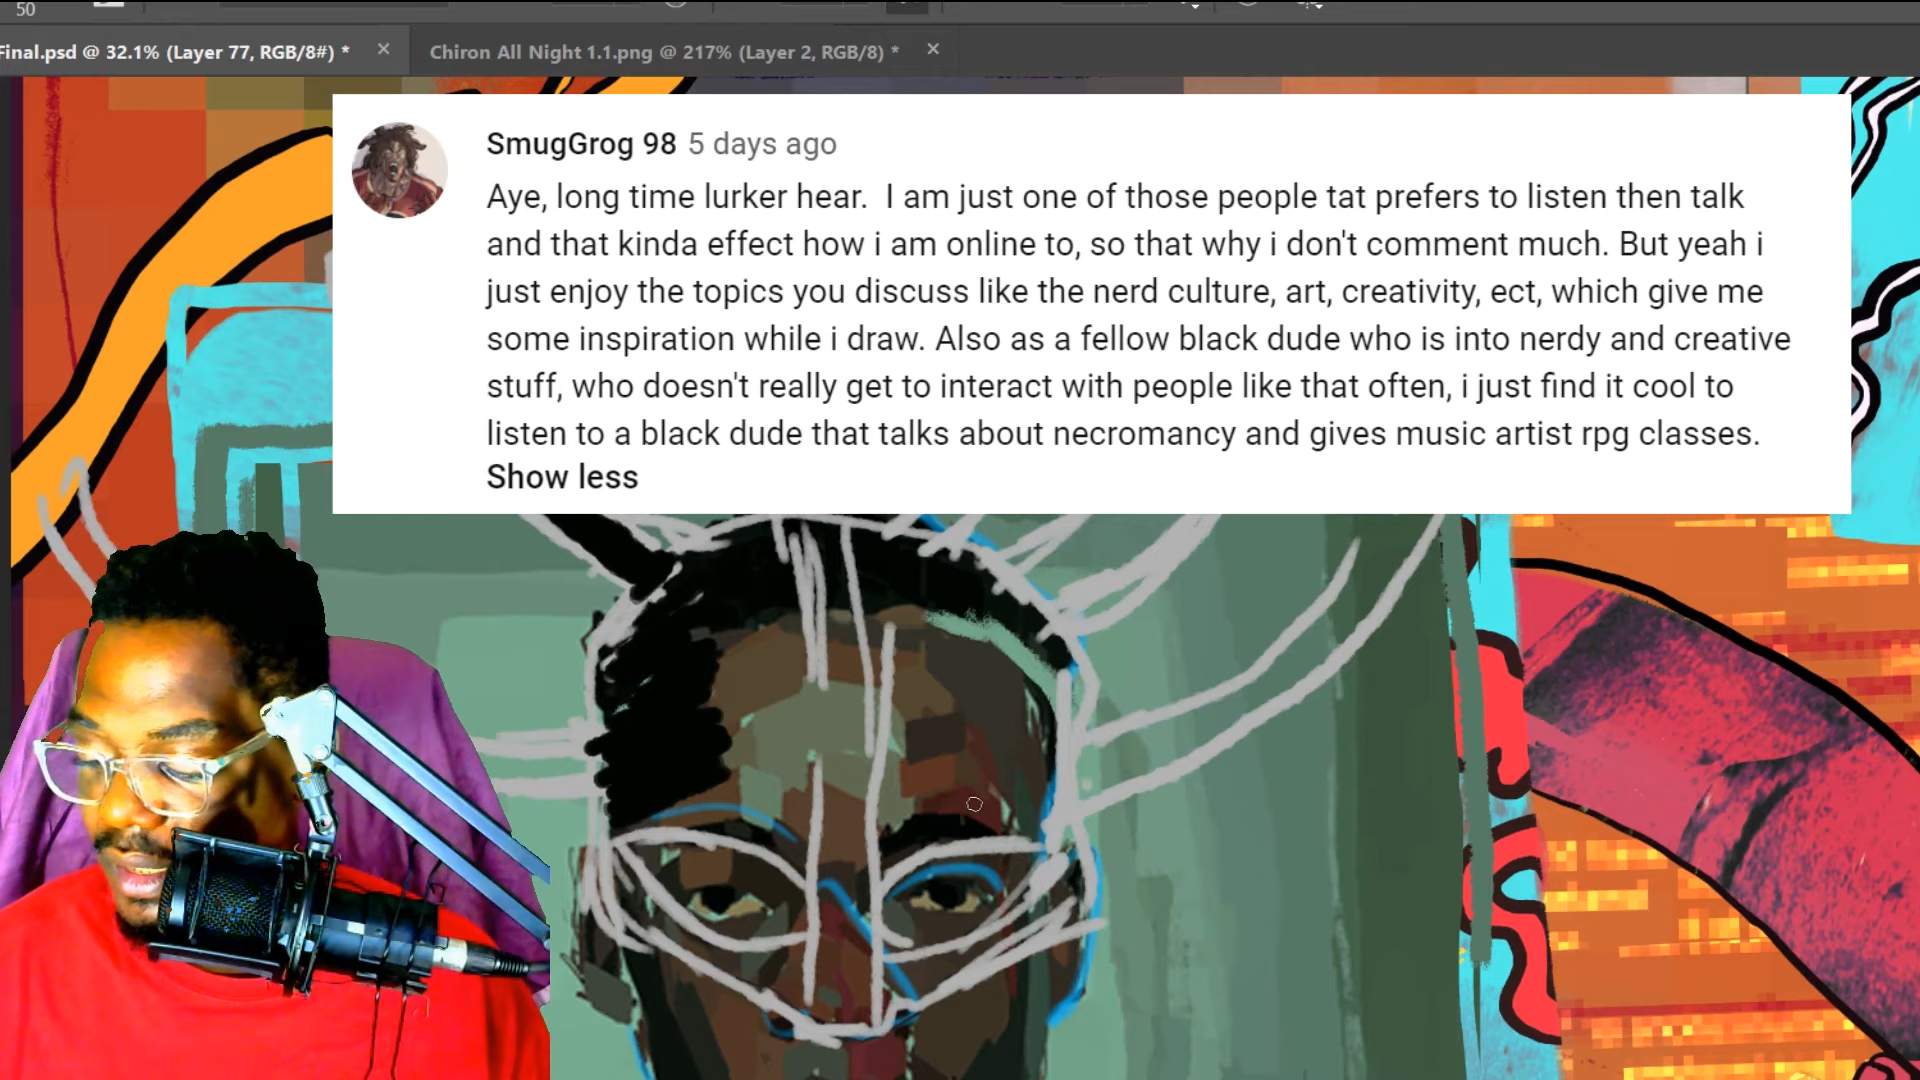 50
Final.psd @ 32.1% (Layer 77, RGB/8#) *
Chiron All Night 1.1.png @ 217% (Layer 2, RGB/8) *
SmugGrog 98 5 days ago
Aye, long time lurker hear.  I am just one of those people tat prefers to listen then talk
and that kinda effect how i am online to, so that why i don't comment much. But yeah i
just enjoy the topics you discuss like the nerd culture, art, creativity, ect, which give me
some inspiration while i draw. Also as a fellow black dude who is into nerdy and creative
stuff, who doesn't really get to interact with people like that often, i just find it cool to
listen to a black dude that talks about necromancy and gives music artist rpg classes.
Show less